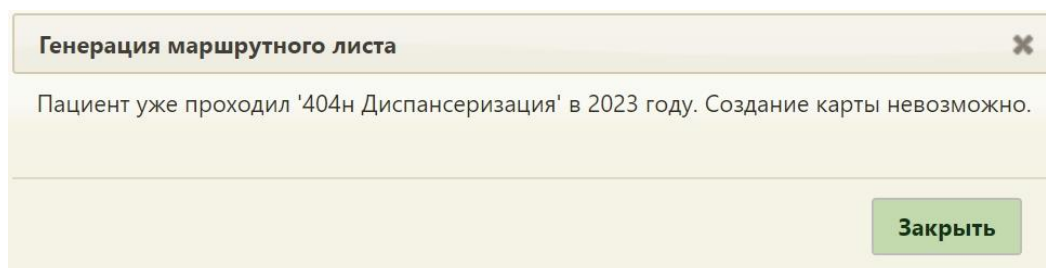 Генерация маршрутного листа
Пациент уже проходил '404н Диспансеризация' в 2023 году. Создание карты невозможно.
Закрыть